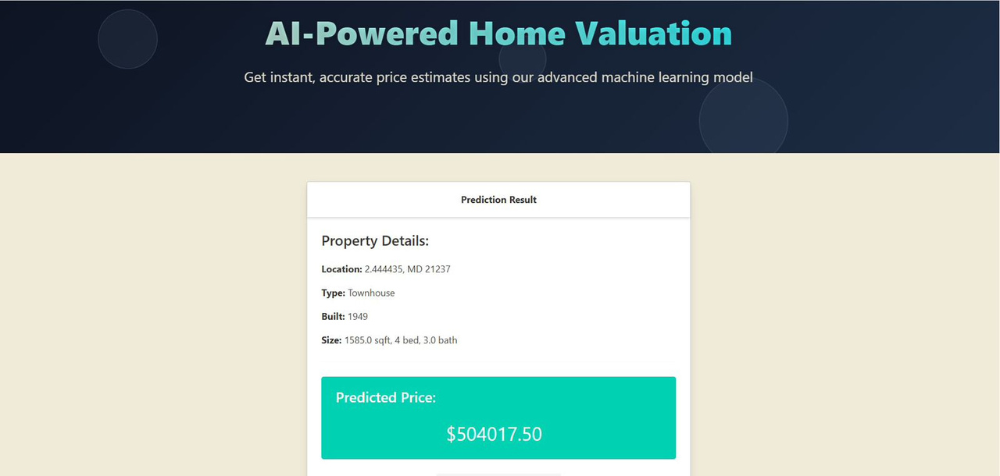 AI-Powered Home Valuation
Get instant, accurate price estimates using our advanced machine learning model
Prediction Result
Property Details:
Location: 2.444435, MD 21237
Type: Townhouse
Built: 1949
Size: 1585.0 sqft, 4 bed, 3.0 bath
Predicted Price:
$504017.50